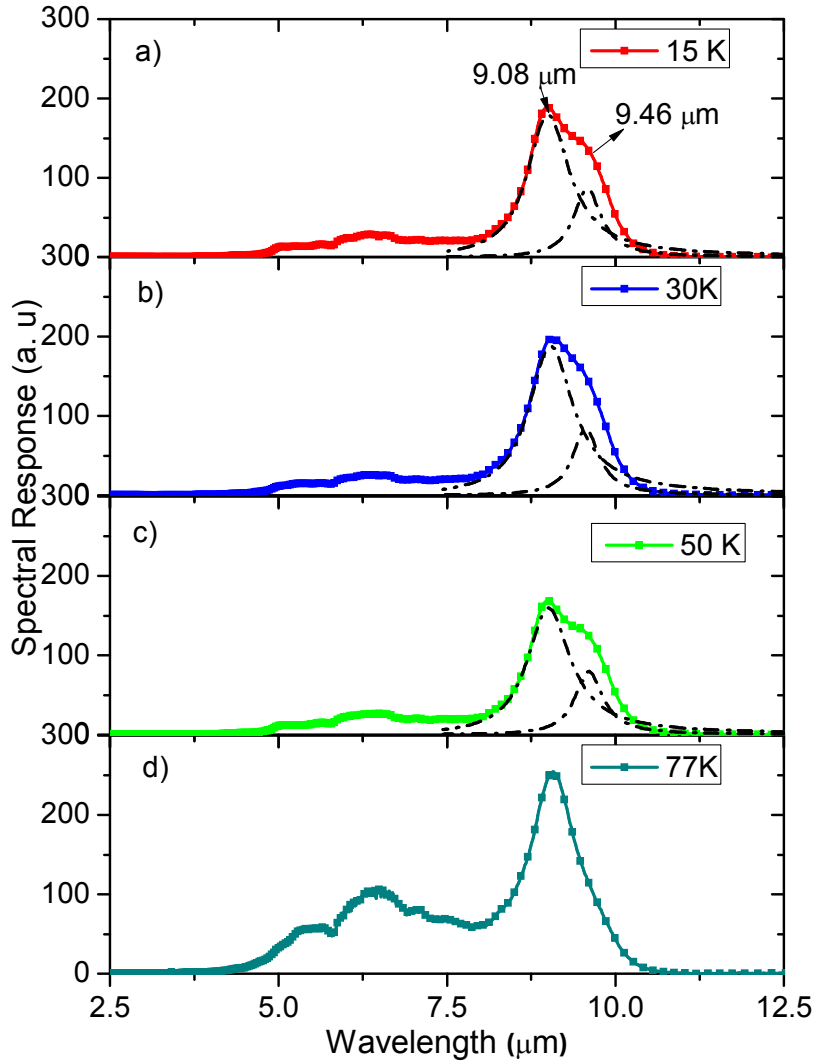 300
a)
15 K
9.08 μm
200
9.46 μm
100
300
b)
30K
200
100
300
c)
50 K
200
100
300
d)
77K
200
100
0
2.5 5.0 7.5 10.0 12.5
Wavelength (μm)
Spectral Response (a. u)